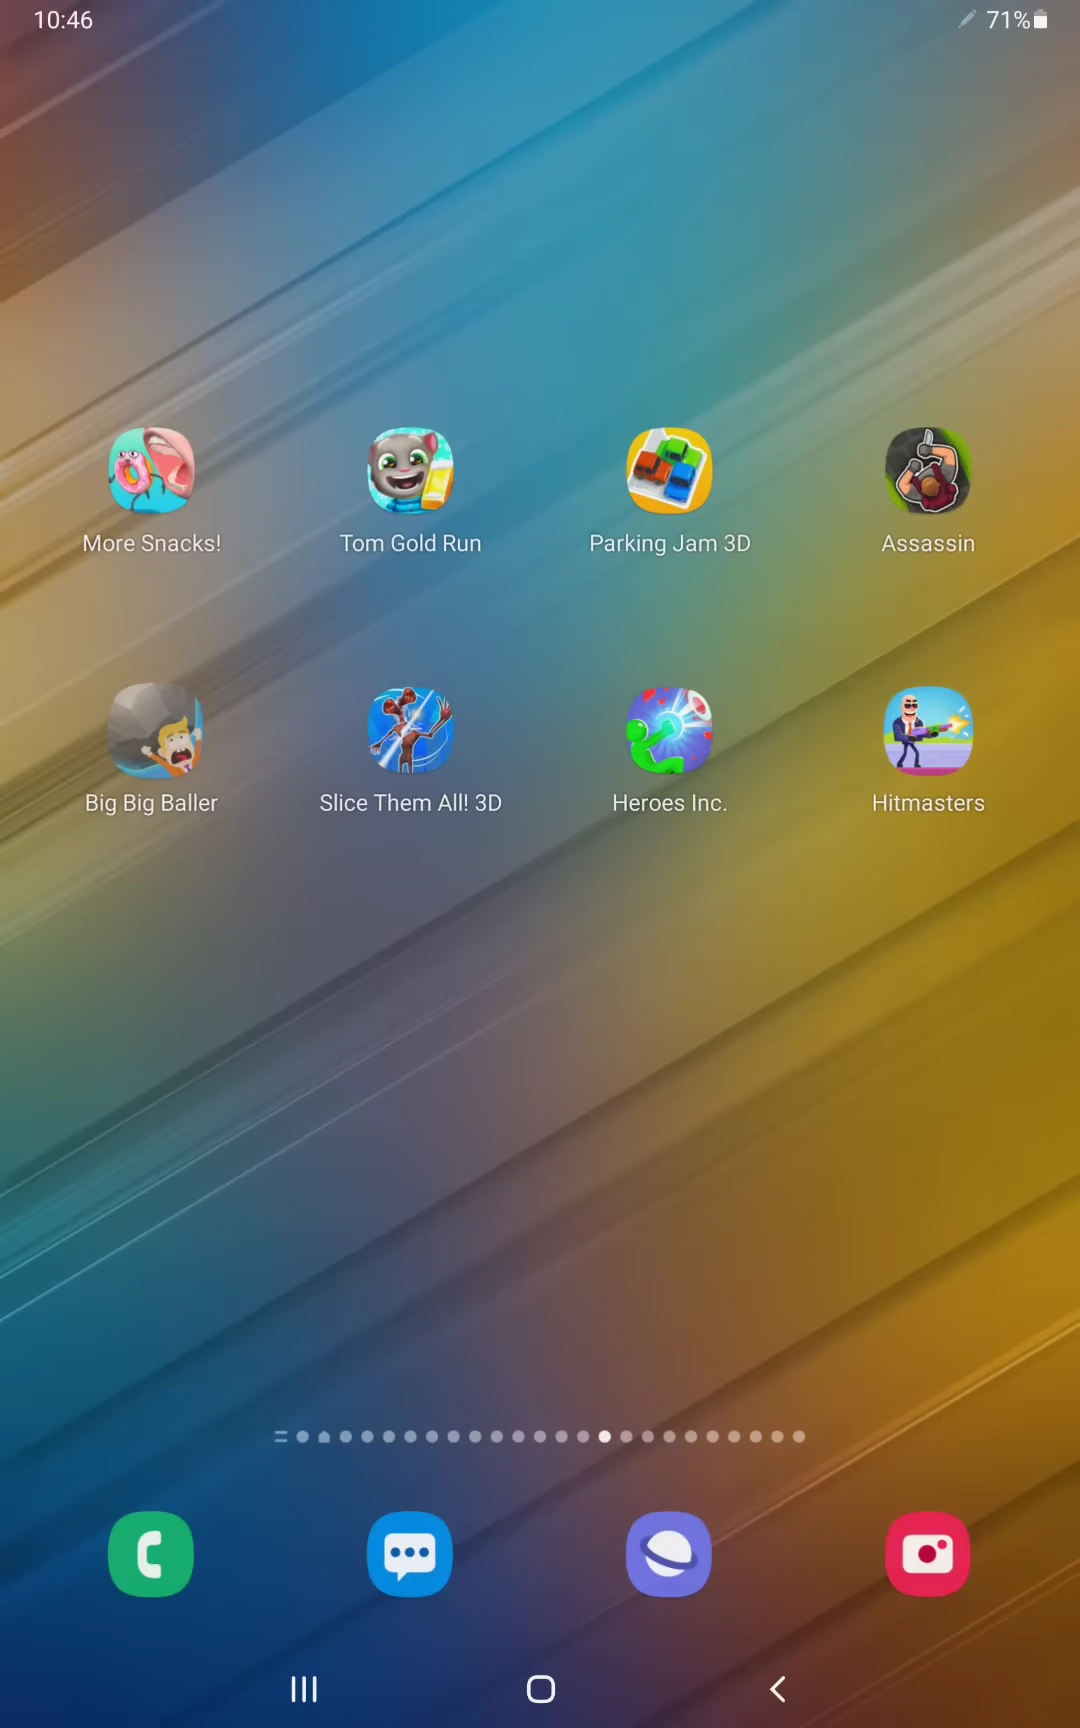 10:46
71%
More Snacks!
Tom Gold Run
Parking Jam 3D
Assassin
Big Big Baller
Slice Them All! 3D
Heroes Inc.
Hitmasters